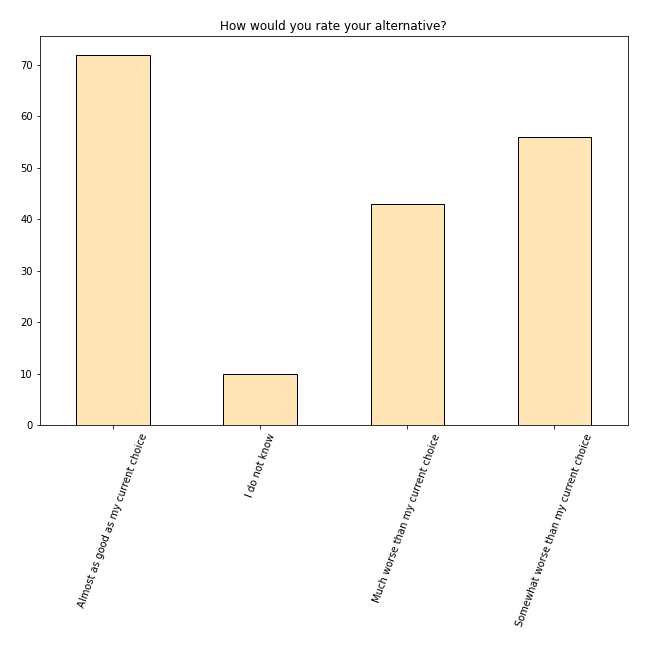 How would you rate your alternative?
70
60
50
40
30
20
10
0
Almost as good as my current choice
I do not know
Much worse than my current choice
Somewhat worse than my current choice